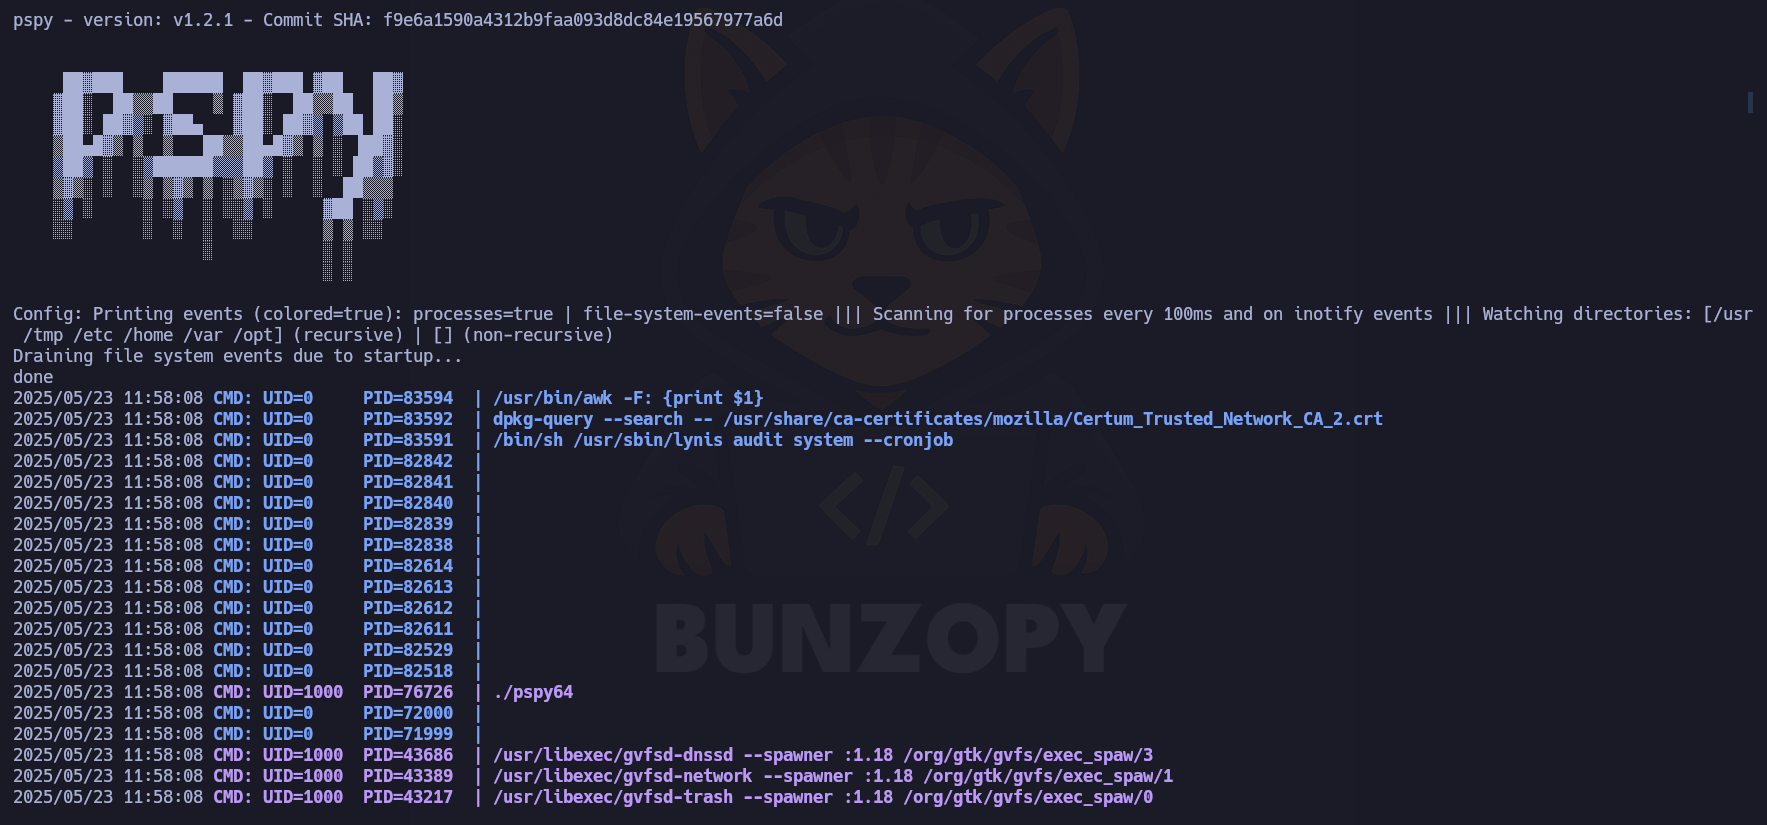 pspy - version: v1.2.1 - Commit SHA: f9e6a1590a4312b9faa093d8dc84e19567977a6d
PSPY
Config: Printing events (colored=true): processes=true | file-system-events=false ||| Scanning for processes every 100ms and on inotify events ||| Watching directories: [/usr
/tmp /etc /home /var /opt] (recursive) | [] (non-recursive)
Draining file system events due to startup...
done
2025/05/23 11:58:08 CMD: UID=0     PID=83594  | /usr/bin/awk -F: {print $1}
2025/05/23 11:58:08 CMD: UID=0     PID=83592  | dpkg-query --search -- /usr/share/ca-certificates/mozilla/Certum_Trusted_Network_CA_2.crt
2025/05/23 11:58:08 CMD: UID=0     PID=83591  | /bin/sh /usr/sbin/lynis audit system --cronjob
2025/05/23 11:58:08 CMD: UID=0     PID=82842  |
2025/05/23 11:58:08 CMD: UID=0     PID=82841  |
2025/05/23 11:58:08 CMD: UID=0     PID=82840  |
2025/05/23 11:58:08 CMD: UID=0     PID=82839  |
2025/05/23 11:58:08 CMD: UID=0     PID=82838  |
2025/05/23 11:58:08 CMD: UID=0     PID=82614  |
2025/05/23 11:58:08 CMD: UID=0     PID=82613  |
2025/05/23 11:58:08 CMD: UID=0     PID=82612  |
2025/05/23 11:58:08 CMD: UID=0     PID=82611  |
2025/05/23 11:58:08 CMD: UID=0     PID=82529  |
2025/05/23 11:58:08 CMD: UID=0     PID=82518  |
2025/05/23 11:58:08 CMD: UID=1000  PID=76726  | ./pspy64
2025/05/23 11:58:08 CMD: UID=0     PID=72000  |
2025/05/23 11:58:08 CMD: UID=0     PID=71999  |
2025/05/23 11:58:08 CMD: UID=1000  PID=43686  | /usr/libexec/gvfsd-dnssd --spawner :1.18 /org/gtk/gvfs/exec_spaw/3
2025/05/23 11:58:08 CMD: UID=1000  PID=43389  | /usr/libexec/gvfsd-network --spawner :1.18 /org/gtk/gvfs/exec_spaw/1
2025/05/23 11:58:08 CMD: UID=1000  PID=43217  | /usr/libexec/gvfsd-trash --spawner :1.18 /org/gtk/gvfs/exec_spaw/0
</>
BUNZOPY